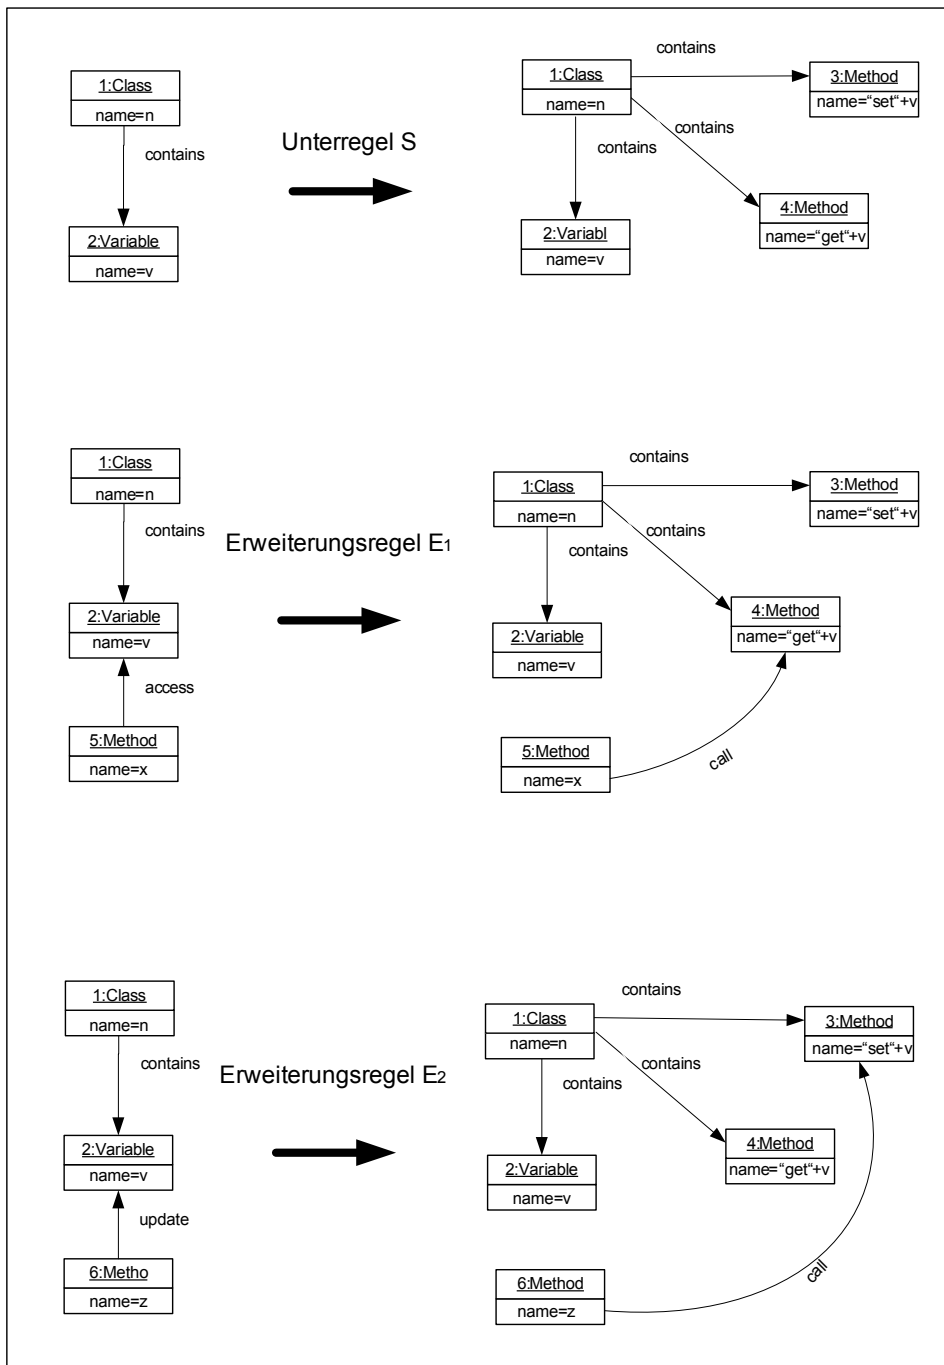 1:Class
name=n
contains
2:Variable
name=v
Unterregel S
contains
1:Class
name=n
3:Method
name="set"+v
contains
contains
4:Method
name="get"+v
2:Variabl
name=v
1:Class
name=n
contains
2:Variable
name=v
access
5:Method
name=x
Erweiterungsregel E1
contains
1:Class
name=n
3:Method
name="set"+v
contains
contains
4:Method
name="get"+v
2:Variable
name=v
5:Method
name=x
call
1:Class
name=n
contains
2:Variable
name=v
update
6:Metho
name=z
Erweiterungsregel E2
contains
1:Class
name=n
3:Method
name="set"+v
contains
contains
4:Method
name="get"+v
2:Variable
name=v
6:Method
name=z
call